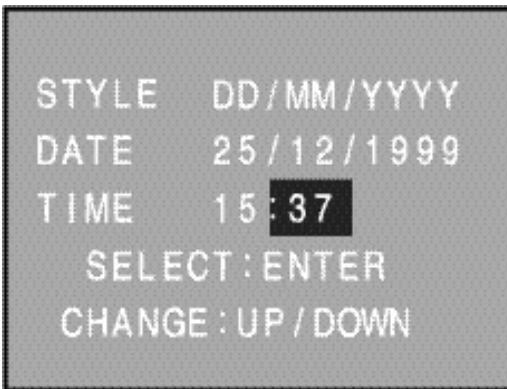 STYLE DD/MM/YYYY
DATE 25/12/1999
TIME 15:37
SELECT:ENTER
CHANGE:UP/DOWN